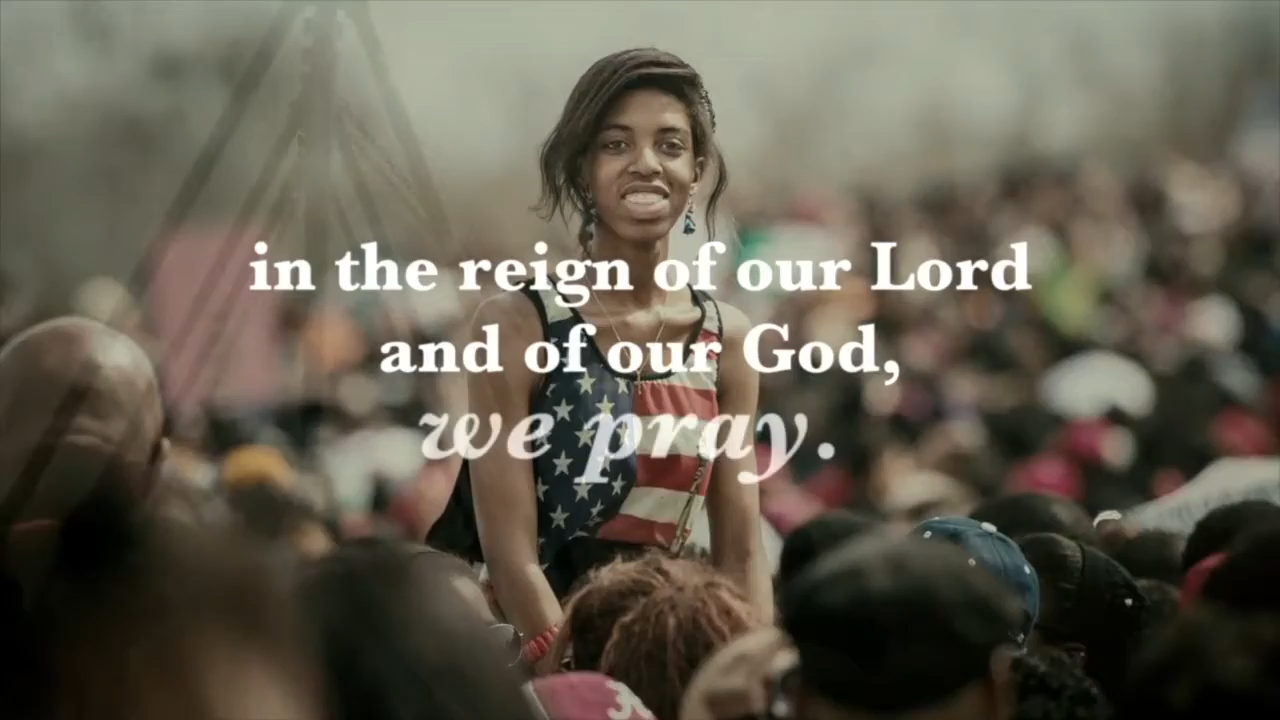 in the reign of our Lord
and of our God,
we pray.